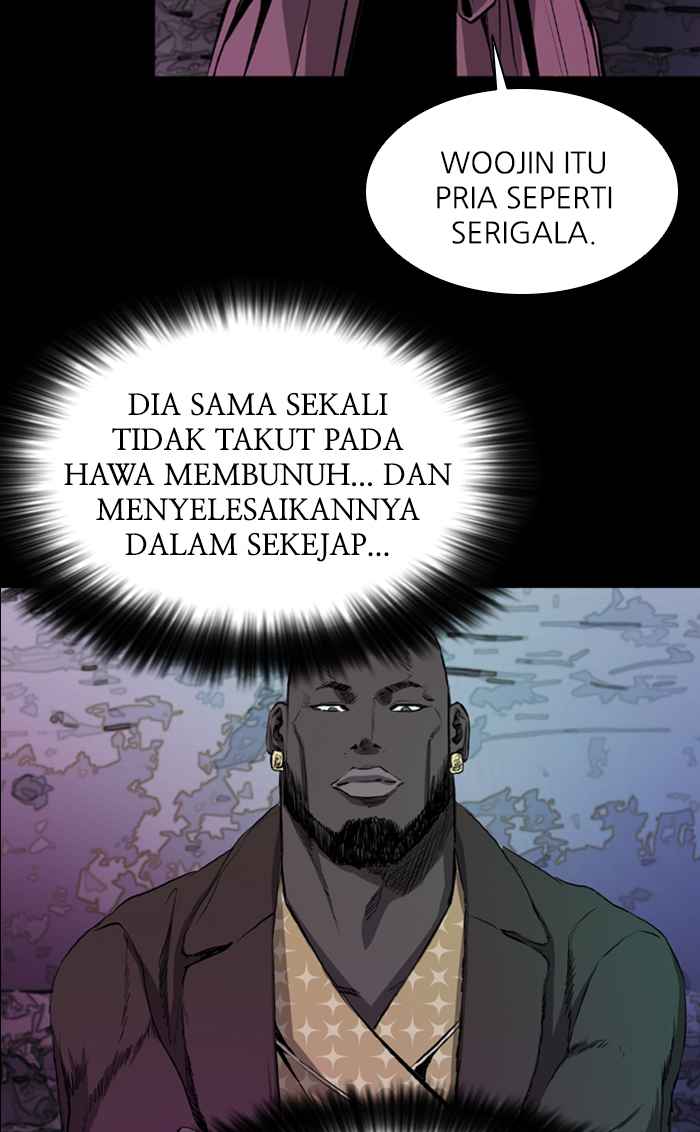 WOOJIN ITU
PRIA SEPERTI
SERIGALA.
DIA SAMA SEKALI
TIDAK TAKUT PADA
HAWA MEMBUNUH... DAN
MENYELESAIKANNYA
DALAM SEKEJAP...